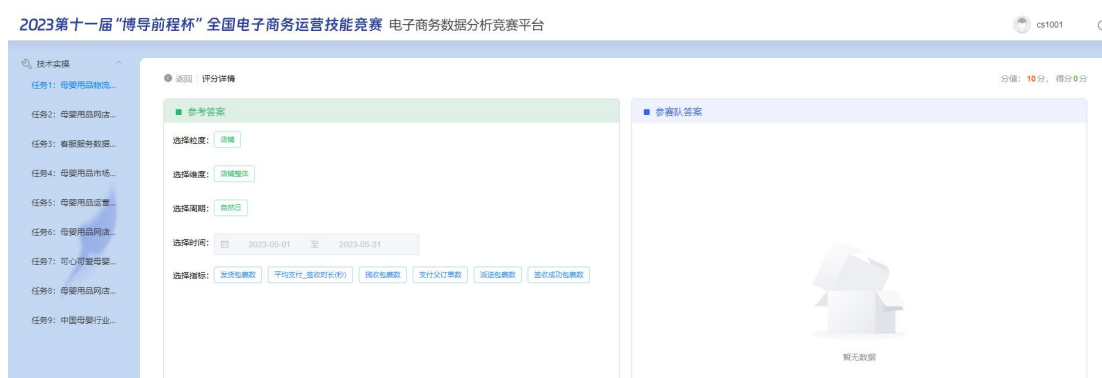 2023第十一届“博导前程杯”全国电子商务运营技能竞赛 电子商务数据分析竞赛平台
cs1001
技术实操
任务1：母婴用品物流...
任务2：母婴用品网店...
任务3：客服服务数据...
任务4：母婴用品市场...
任务5：母婴用品运营...
任务6：母婴用品网店...
任务7：可心可爱母婴...
任务8：母婴用品网店...
任务9：中国母婴行业...
返回 评分详情
分值：10分，得分0分
参考答案
选择粒度：店铺
选择维度：店铺整体
选择周期：自然日
选择时间：2023-05-01 至 2023-05-31
选择指标：发货包裹数 平均支付_签收时长(秒) 揽收包裹数 支付父订单数 派送包裹数 签收成功包裹数
参赛队答案
暂无数据